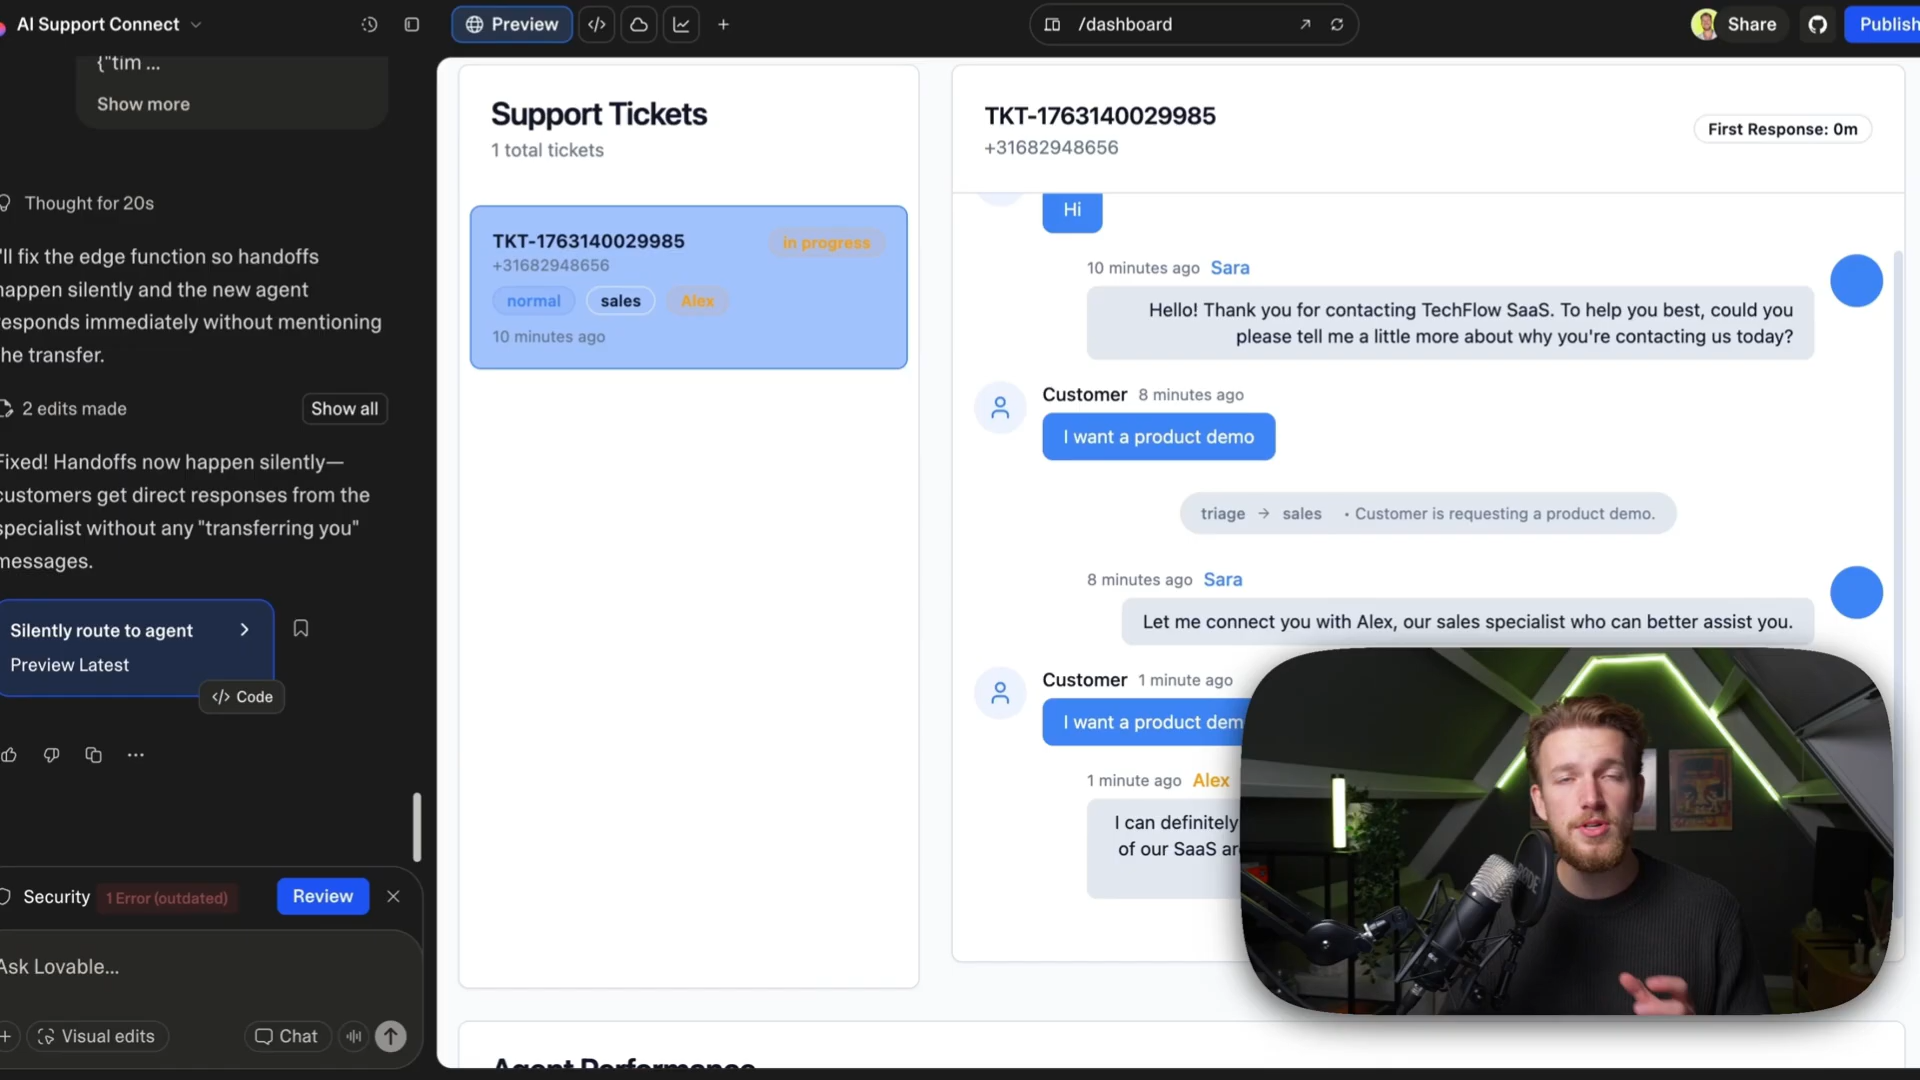 AI Support Connect
Preview
/dashboard
Share
Publish
{"tim ...
Show more
Thought for 20s
'll fix the edge function so handoffs
happen silently and the new agent
responds immediately without mentioning
the transfer.
2 edits made
Show all
Fixed! Handoffs now happen silently—
customers get direct responses from the
specialist without any "transferring you"
messages.
Silently route to agent
Preview Latest
</> Code
Security
1 Error (outdated)
Review
Ask Lovable...
Visual edits
Chat
Support Tickets
1 total tickets
TKT-1763140029985
in progress
+31682948656
normal
sales
Alex
10 minutes ago
TKT-1763140029985
+31682948656
First Response: 0m
Hi
10 minutes ago Sara
Hello! Thank you for contacting TechFlow SaaS. To help you best, could you
please tell me a little more about why you're contacting us today?
Customer 8 minutes ago
I want a product demo
triage → sales • Customer is requesting a product demo.
8 minutes ago Sara
Let me connect you with Alex, our sales specialist who can better assist you.
Customer 1 minute ago
I want a product dem
1 minute ago Alex
I can definitely
of our SaaS ar
Agent Performance